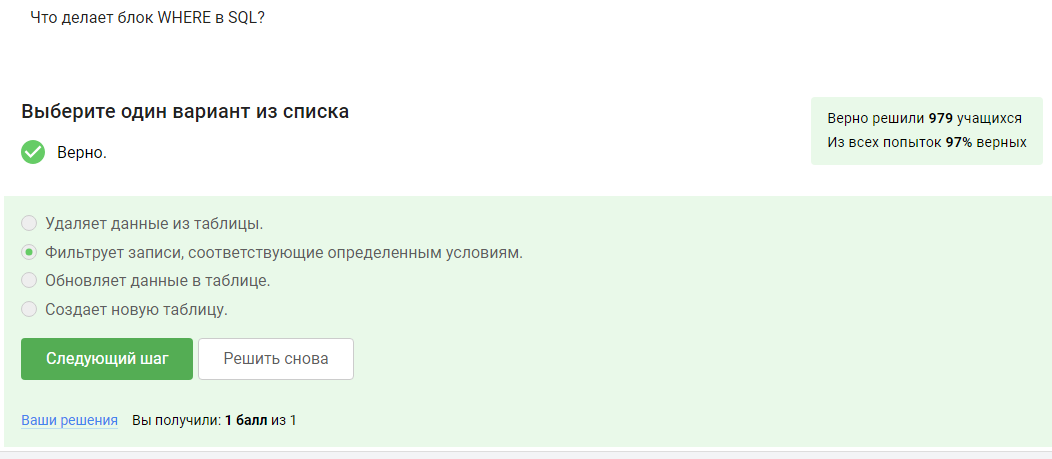 Что делает блок WHERE в SQL?
Выберите один вариант из списка
Верно.
Верно решили 979 учащихся
Из всех попыток 97% верных
Удаляет данные из таблицы.
Фильтрует записи, соответствующие определенным условиям.
Обновляет данные в таблице.
Создает новую таблицу.
Следующий шаг
Решить снова
Ваши решения
Вы получили: 1 балл из 1